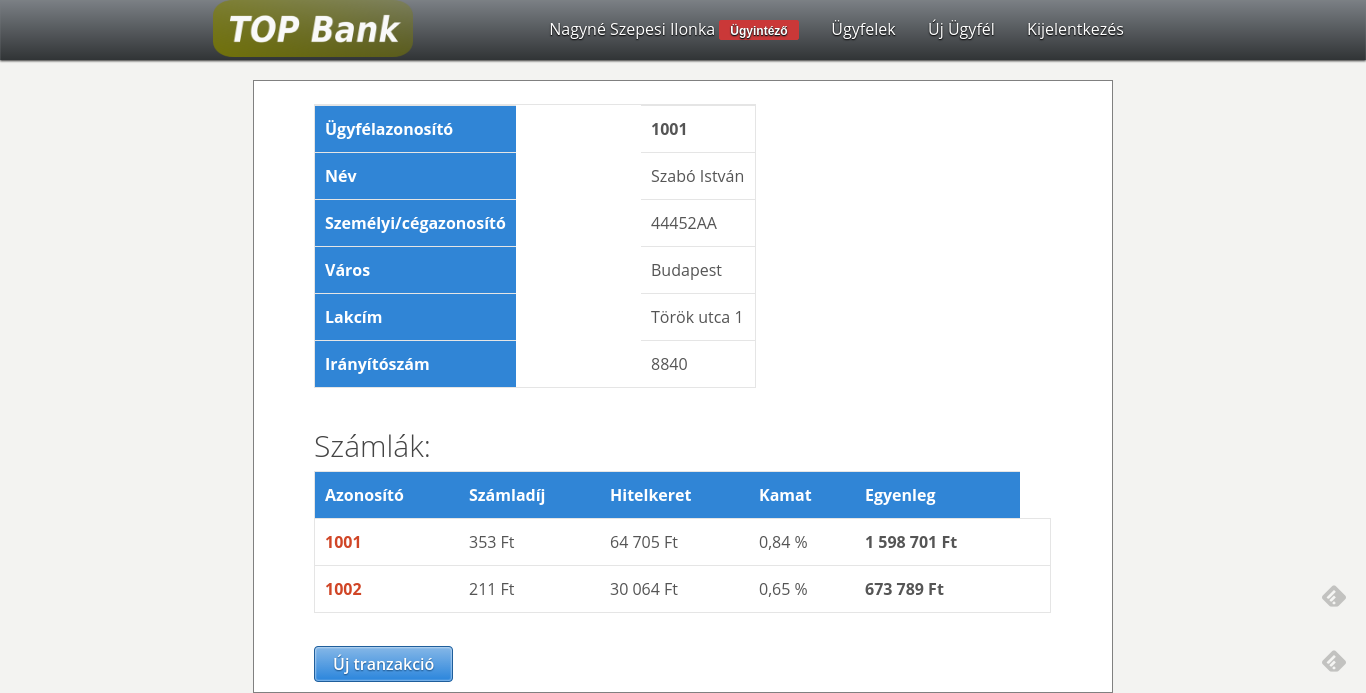 TOP Bank
Nagyné Szepesi Ilonka Ügyintéző Ügyfelek Új Ügyfél Kijelentkezés
Ügyfélazonosító 1001
Név Szabó István
Személyi/cégazonosító 44452AA
Város Budapest
Lakcím Török utca 1
Irányítószám 8840
Számlák:
Azonosító Számladíj Hitelkeret Kamat Egyenleg
1001 353 Ft 64 705 Ft 0,84 % 1 598 701 Ft
1002 211 Ft 30 064 Ft 0,65 % 673 789 Ft
Új tranzakció